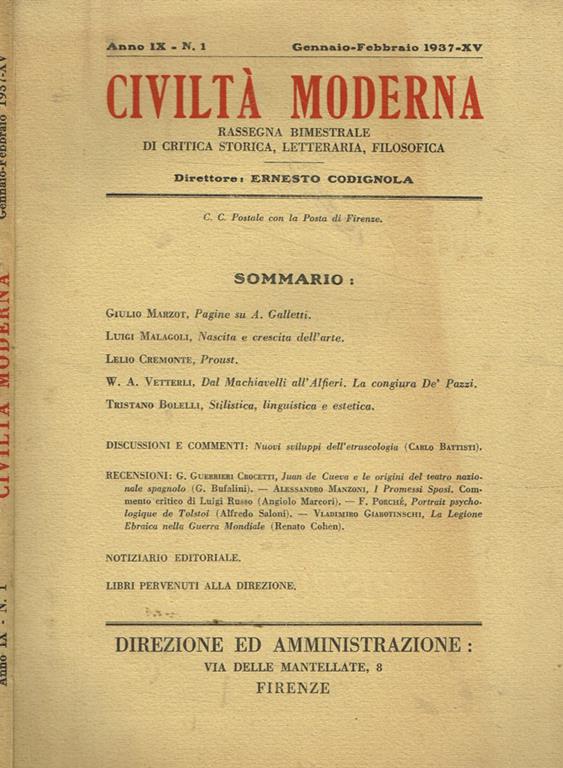 Anno IX - N. 1 Gennaio-Febbraio 1937-XV
CIVILTÀ MODERNA
RASSEGNA BIMESTRALE
DI CRITICA STORICA, LETTERARIA, FILOSOFICA
Direttore: ERNESTO CODIGNOLA
C. C. Postale con la Posta di Firenze.
SOMMARIO:
GIULIO MARZOT, Pagine su A. Galletti.
LUIGI MALAGOLI, Nascita e crescita dell'arte.
LELIO CREMONTE, Proust.
W. A. VETTERLI, Dal Machiavelli all'Alfieri. La congiura De' Pazzi.
TRISTANO BOLELLI, Stilistica, linguistica e estetica.
DISCUSSIONI E COMMENTI: Nuovi sviluppi dell'etruscologia (CARLO BATTISTI).
RECENSIONI: G. GUERRIERI CROCETTI, Juan de Cueva e le origini del teatro nazio-
nale spagnolo (G. Bufalini). — ALESSANDRO MANZONI, I Promessi Sposi. Com-
mento critico di Luigi Russo (Angiolo Marcori). — F. PORCHÉ, Portrait psycho-
logique de Tolstoi (Alfredo Saloni). — VLADIMIRO GIABOTINSCHI, La Legione
Ebraica nella Guerra Mondiale (Renato Cohen).
NOTIZIARIO EDITORIALE.
LIBRI PERVENUTI ALLA DIREZIONE.
DIREZIONE ED AMMINISTRAZIONE:
VIA DELLE MANTELLATE, 8
FIRENZE
Anno IX - N. 1
CIVILTÀ MODERNA
Gennaio-Febbraio 1937-XV